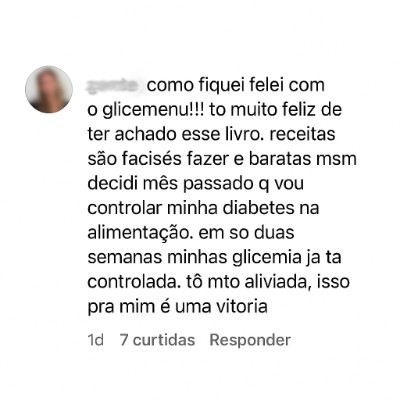 como fiquei felei com
o glicemenu!!! to muito feliz de
ter achado esse livro. receitas
são facisés fazer e baratas msm
decidi mês passado q vou
controlar minha diabetes na
alimentação. em so duas
semanas minhas glicemia ja ta
controlada. tô mto aliviada, isso
pra mim é uma vitoria
1d 7 curtidas Responder